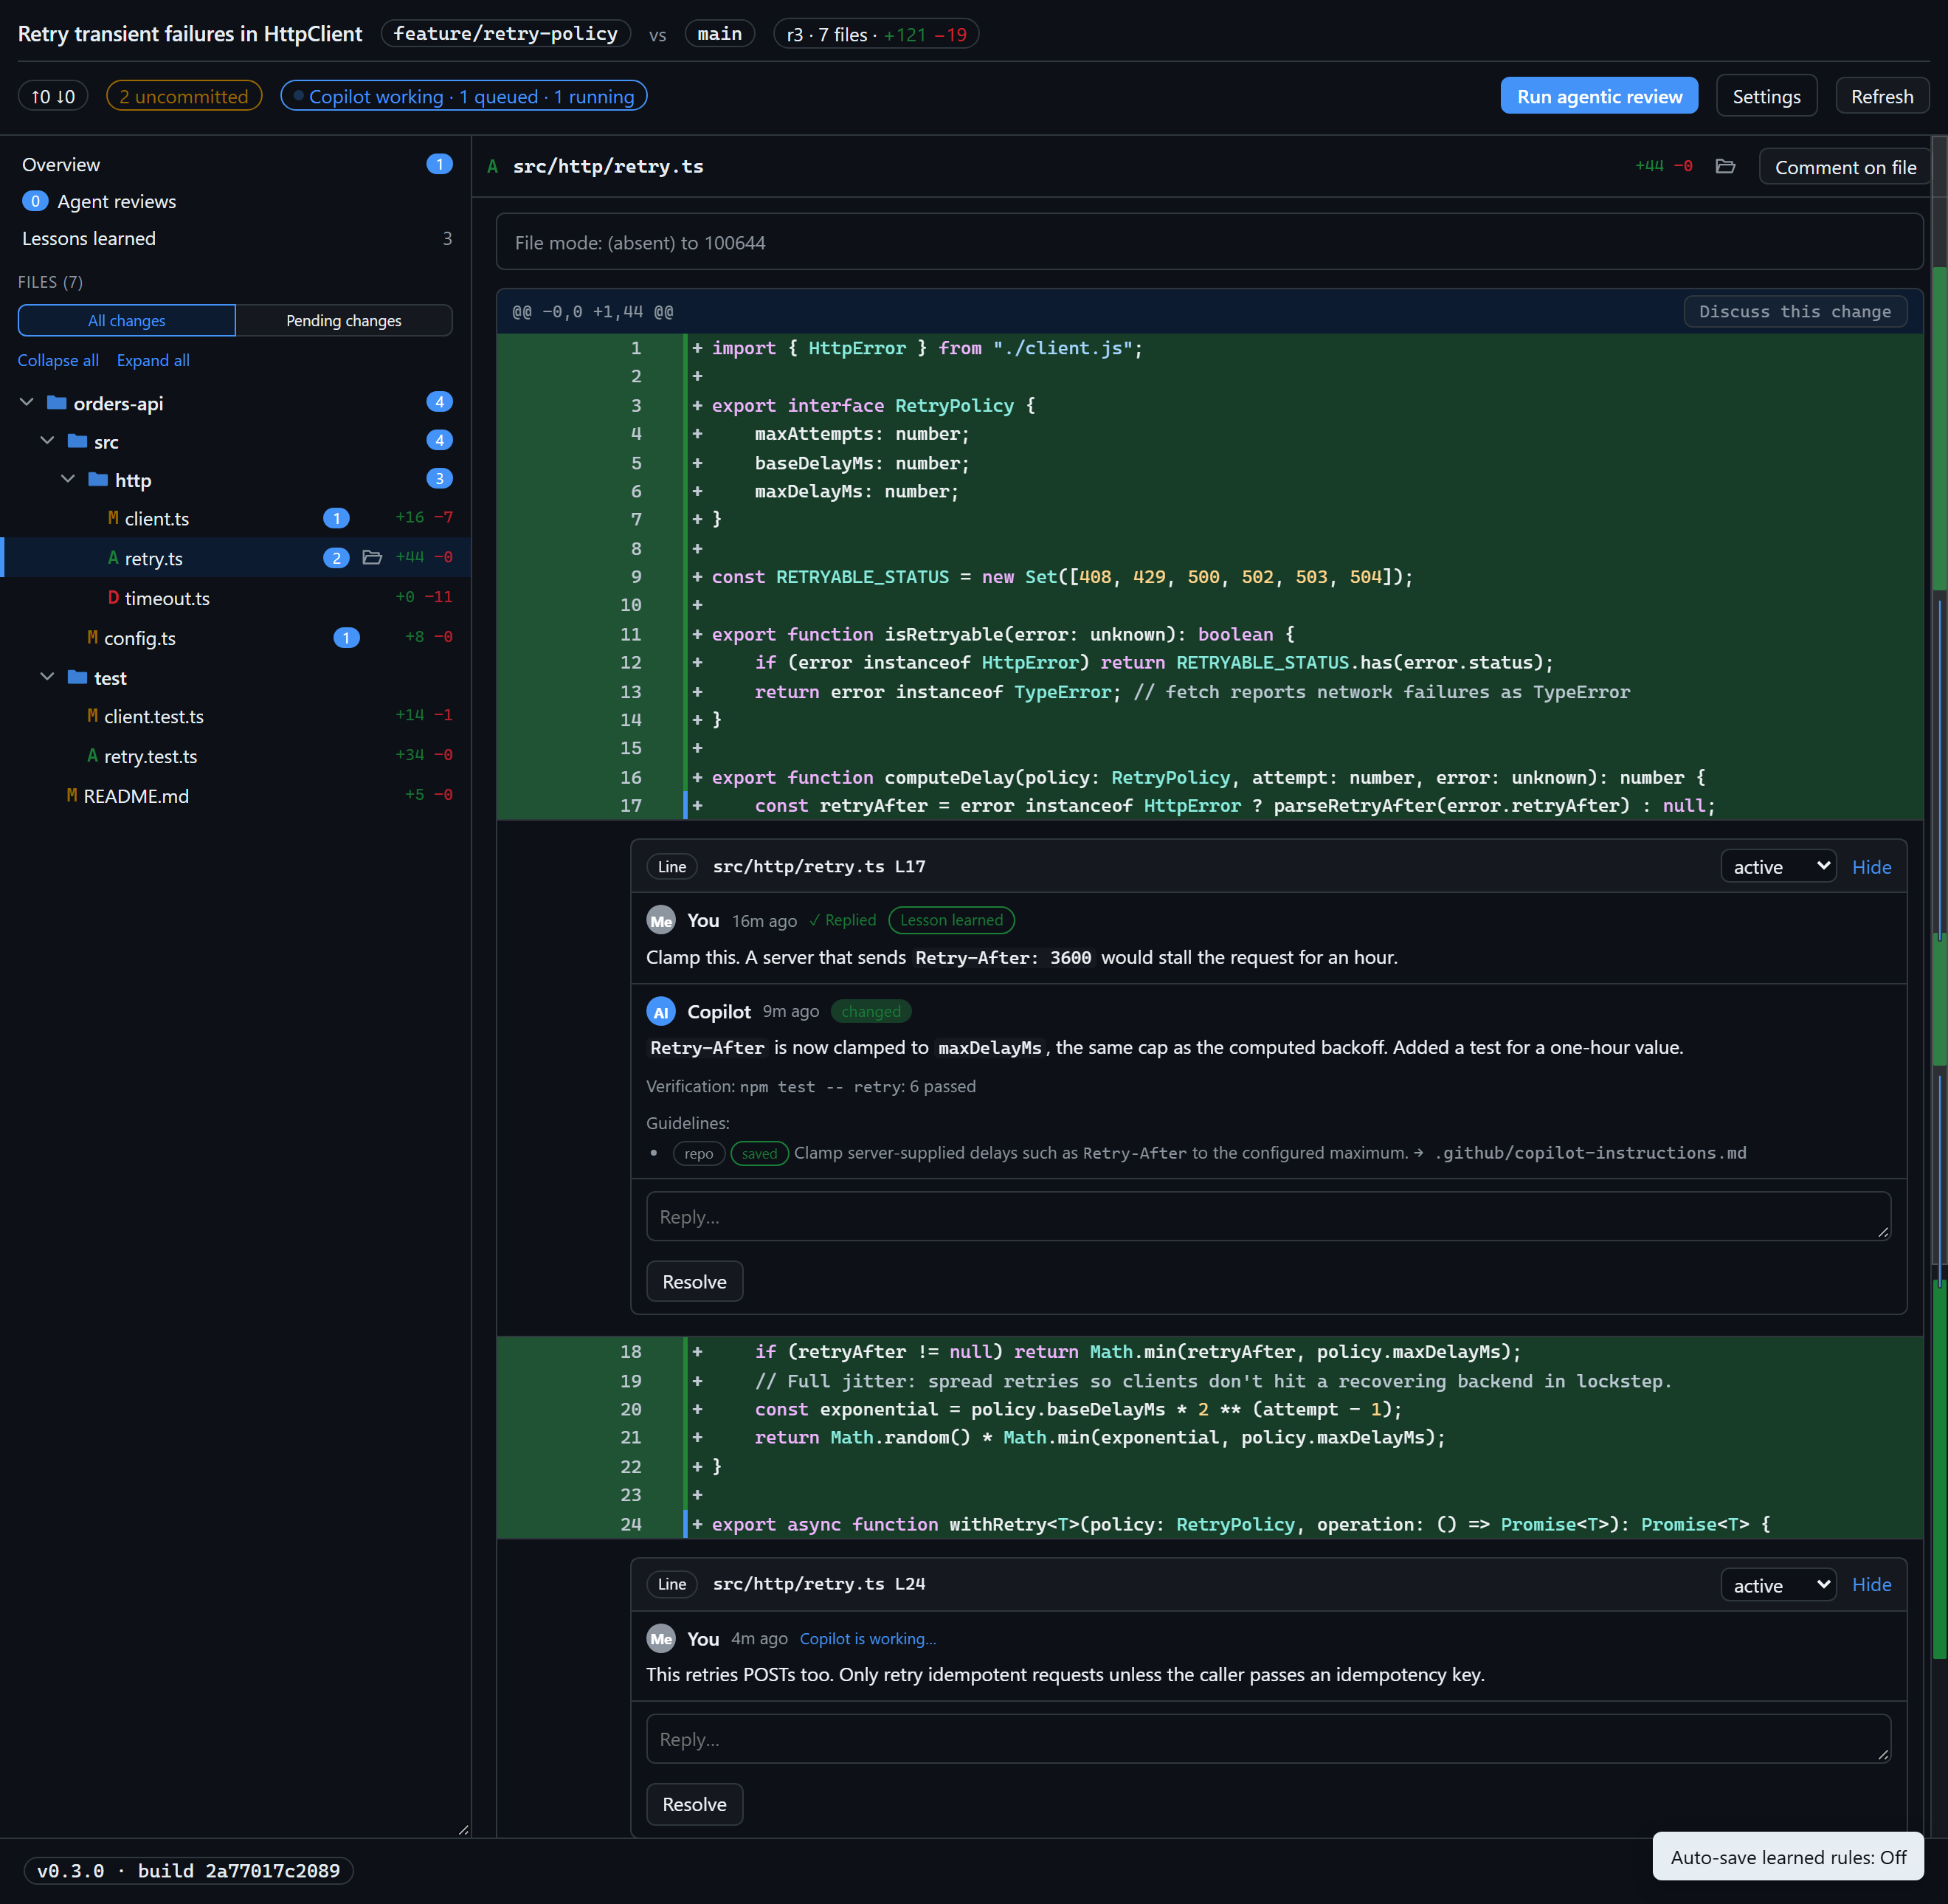 Retry transient failures in HttpClient feature/retry-policy vs main r3 · 7 files · +121 −19
↑0 ↓0 2 uncommitted Copilot working · 1 queued · 1 running Run agentic review Settings Refresh
Overview 1
0 Agent reviews
Lessons learned 3
FILES (7)
All changes Pending changes
Collapse all Expand all
orders-api 4
src 4
http 3
M client.ts 1 +16 −7
A retry.ts 2 +44 −0
D timeout.ts +0 −11
M config.ts 1 +8 −0
test
M client.test.ts +14 −1
A retry.test.ts +34 −0
M README.md +5 −0
A src/http/retry.ts +44 −0 Comment on file
File mode: (absent) to 100644
@@ −0,0 +1,44 @@ Discuss this change
1 + import { HttpError } from "./client.js";
2 +
3 + export interface RetryPolicy {
4 + maxAttempts: number;
5 + baseDelayMs: number;
6 + maxDelayMs: number;
7 + }
8 +
9 + const RETRYABLE_STATUS = new Set([408, 429, 500, 502, 503, 504]);
10 +
11 + export function isRetryable(error: unknown): boolean {
12 + if (error instanceof HttpError) return RETRYABLE_STATUS.has(error.status);
13 + return error instanceof TypeError; // fetch reports network failures as TypeError
14 + }
15 +
16 + export function computeDelay(policy: RetryPolicy, attempt: number, error: unknown): number {
17 + const retryAfter = error instanceof HttpError ? parseRetryAfter(error.retryAfter) : null;
Line src/http/retry.ts L17 active Hide
Me You 16m ago ✓ Replied Lesson learned
Clamp this. A server that sends Retry-After: 3600 would stall the request for an hour.
AI Copilot 9m ago changed
Retry-After is now clamped to maxDelayMs, the same cap as the computed backoff. Added a test for a one-hour value.
Verification: npm test -- retry: 6 passed
Guidelines:
• repo saved Clamp server-supplied delays such as Retry-After to the configured maximum. → .github/copilot-instructions.md
Reply...
Resolve
18 + if (retryAfter != null) return Math.min(retryAfter, policy.maxDelayMs);
19 + // Full jitter: spread retries so clients don't hit a recovering backend in lockstep.
20 + const exponential = policy.baseDelayMs * 2 ** (attempt - 1);
21 + return Math.random() * Math.min(exponential, policy.maxDelayMs);
22 + }
23 +
24 + export async function withRetry<T>(policy: RetryPolicy, operation: () => Promise<T>): Promise<T> {
Line src/http/retry.ts L24 active Hide
Me You 4m ago Copilot is working...
This retries POSTs too. Only retry idempotent requests unless the caller passes an idempotency key.
Reply...
Resolve
v0.3.0 · build 2a77017c2089
Auto-save learned rules: Off